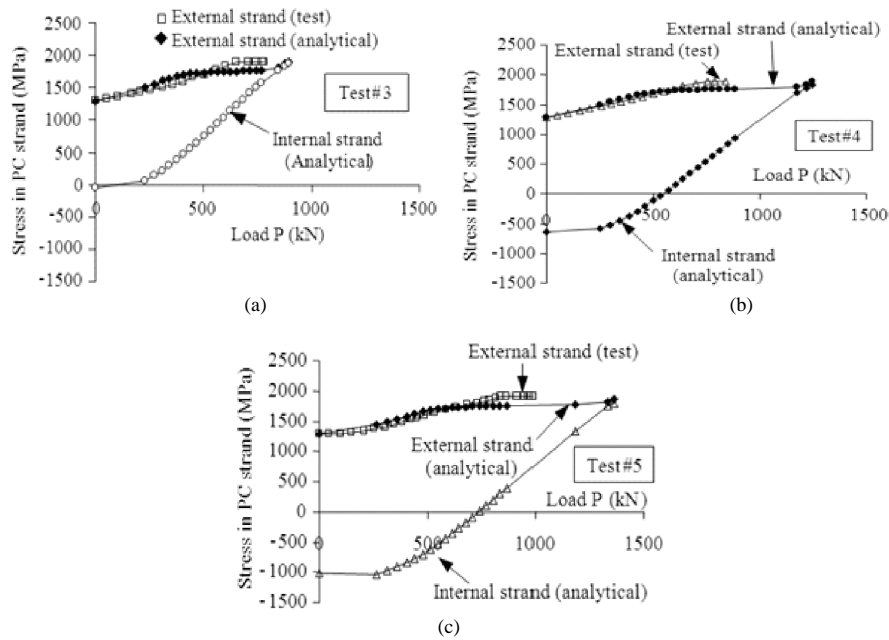 (a)
2500
2000
1500
1000
500
0
-500
-1000
1500
Stress in PC strand (MPa)
External strand (test)
External strand (analytical)
Test#3
Internal strand
(Analytical)
0
500
1000
1500
Load P (kN)
(a)
2500
2000
1500
1000
500
0
-500
-1000
-1500
Stress in PC strand (MPa)
External strand (analytical)
External strand (test)
Test#4
Load P (kN)
0
500
1000
1500
Internal strand
(analytical)
(b)
2500
2000
1500
1000
500
0
-500
-1000
-1500
Stress in PC strand (MPa)
External strand (test)
External strand
(analytical)
Test#5
Load P (kN)
0
500
1000
1500
Internal strand (analytical)
(c)